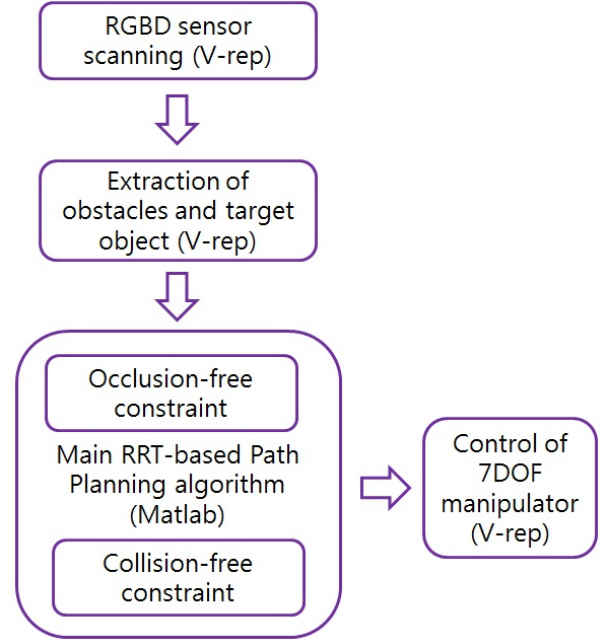 RGBD sensor
scanning (V-rep)
Extraction of
obstacles and target
object (V-rep)
Occlusion-free
constraint
Main RRT-based Path
Planning algorithm
(Matlab)
Collision-free
constraint
Control of
7DOF
manipulator
(V-rep)